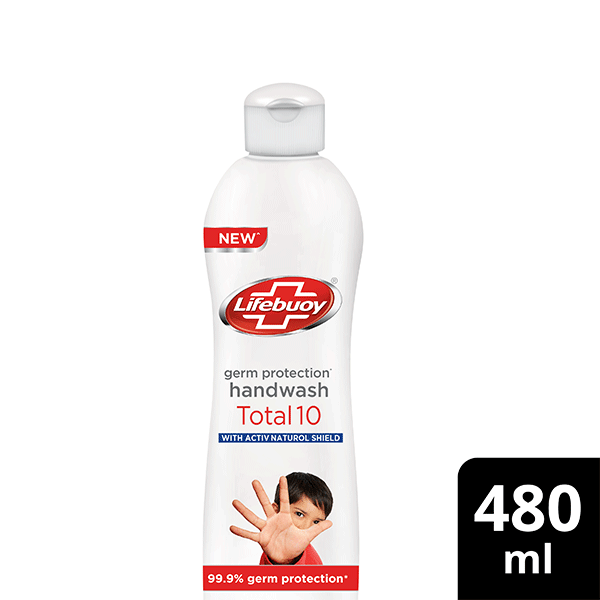 NEW^
Lifebuoy®
germ protection*
handwash
Total 10
WITH ACTIV NATUROL SHIELD
99.9% germ protection*
480
ml